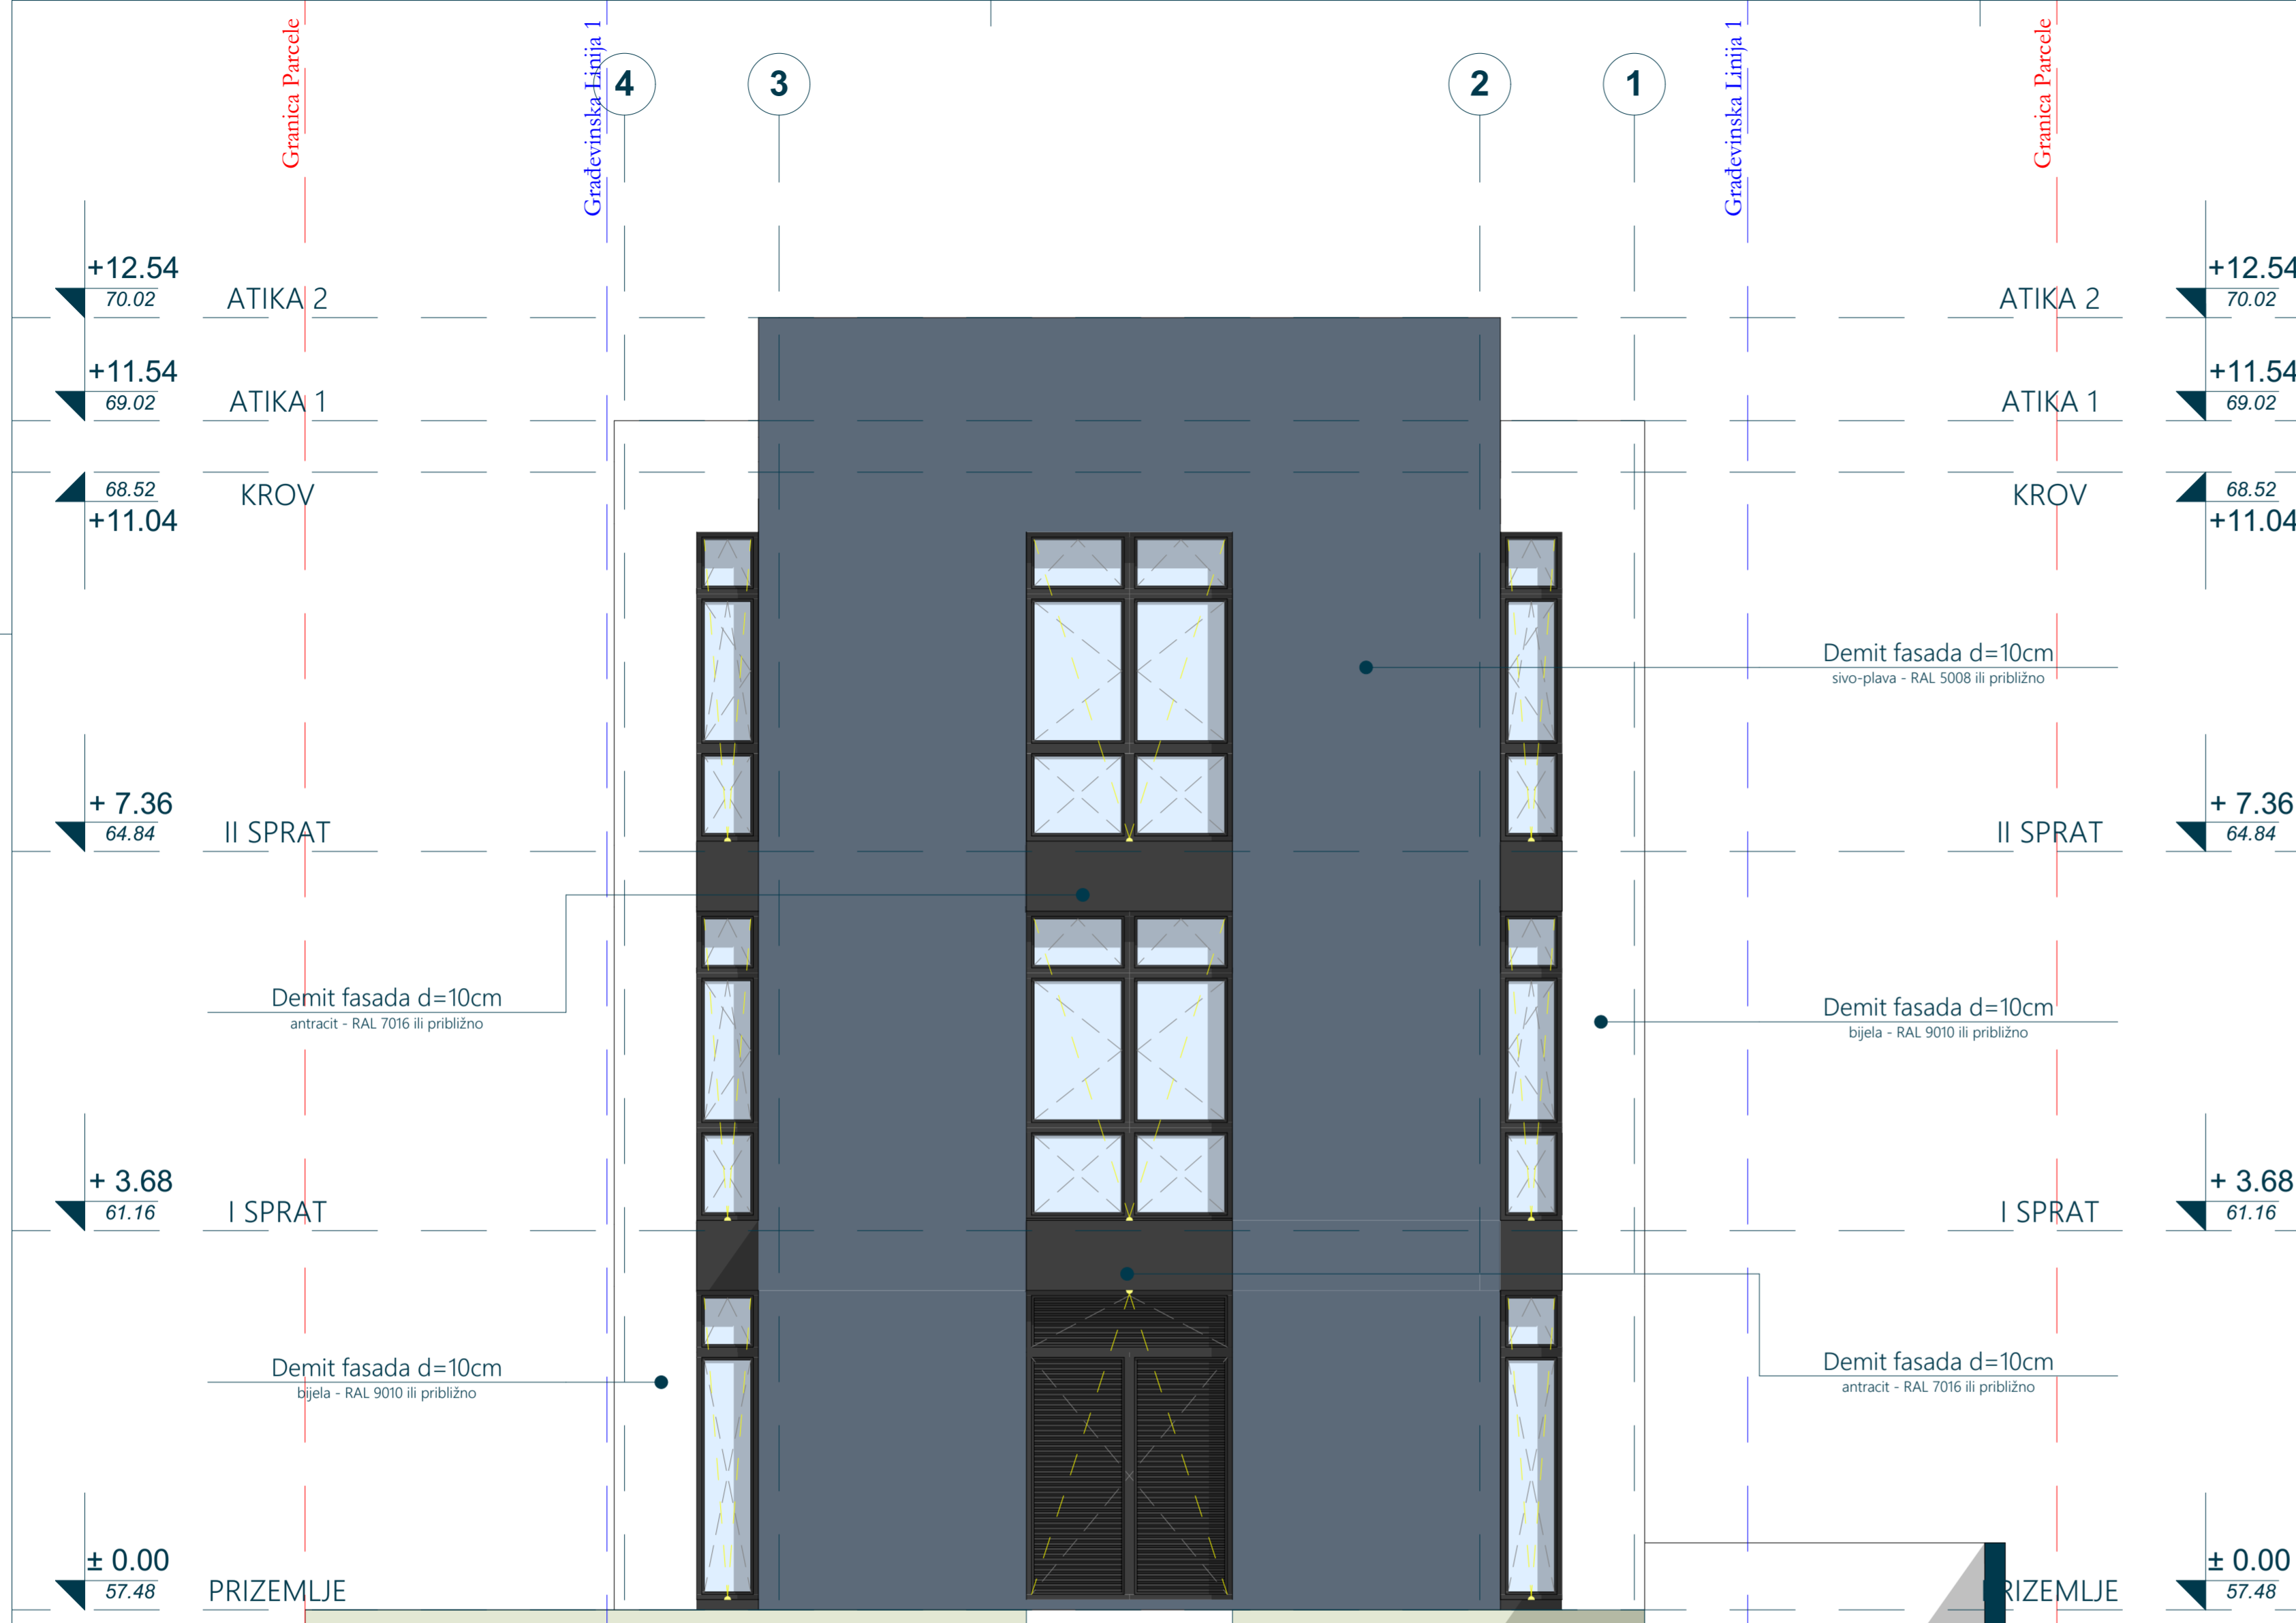 Granica Parcele
Građevinska Linija 1
4
3
2
1
Građevinska Linija 1
Granica Parcele
+12.54
70.02
ATIKA 2
ATIKA 2
+12.54
70.02
+11.54
69.02
ATIKA 1
ATIKA 1
+11.54
69.02
68.52
+11.04
KROV
KROV
68.52
+11.04
Demit fasada d=10cm
sivo-plava - RAL 5008 ili približno
+ 7.36
64.84
II SPRAT
II SPRAT
+ 7.36
64.84
Demit fasada d=10cm
antracit - RAL 7016 ili približno
Demit fasada d=10cm
bijela - RAL 9010 ili približno
+ 3.68
61.16
I SPRAT
I SPRAT
+ 3.68
61.16
Demit fasada d=10cm
bijela - RAL 9010 ili približno
Demit fasada d=10cm
antracit - RAL 7016 ili približno
± 0.00
57.48
PRIZEMLJE
PRIZEMLJE
± 0.00
57.48